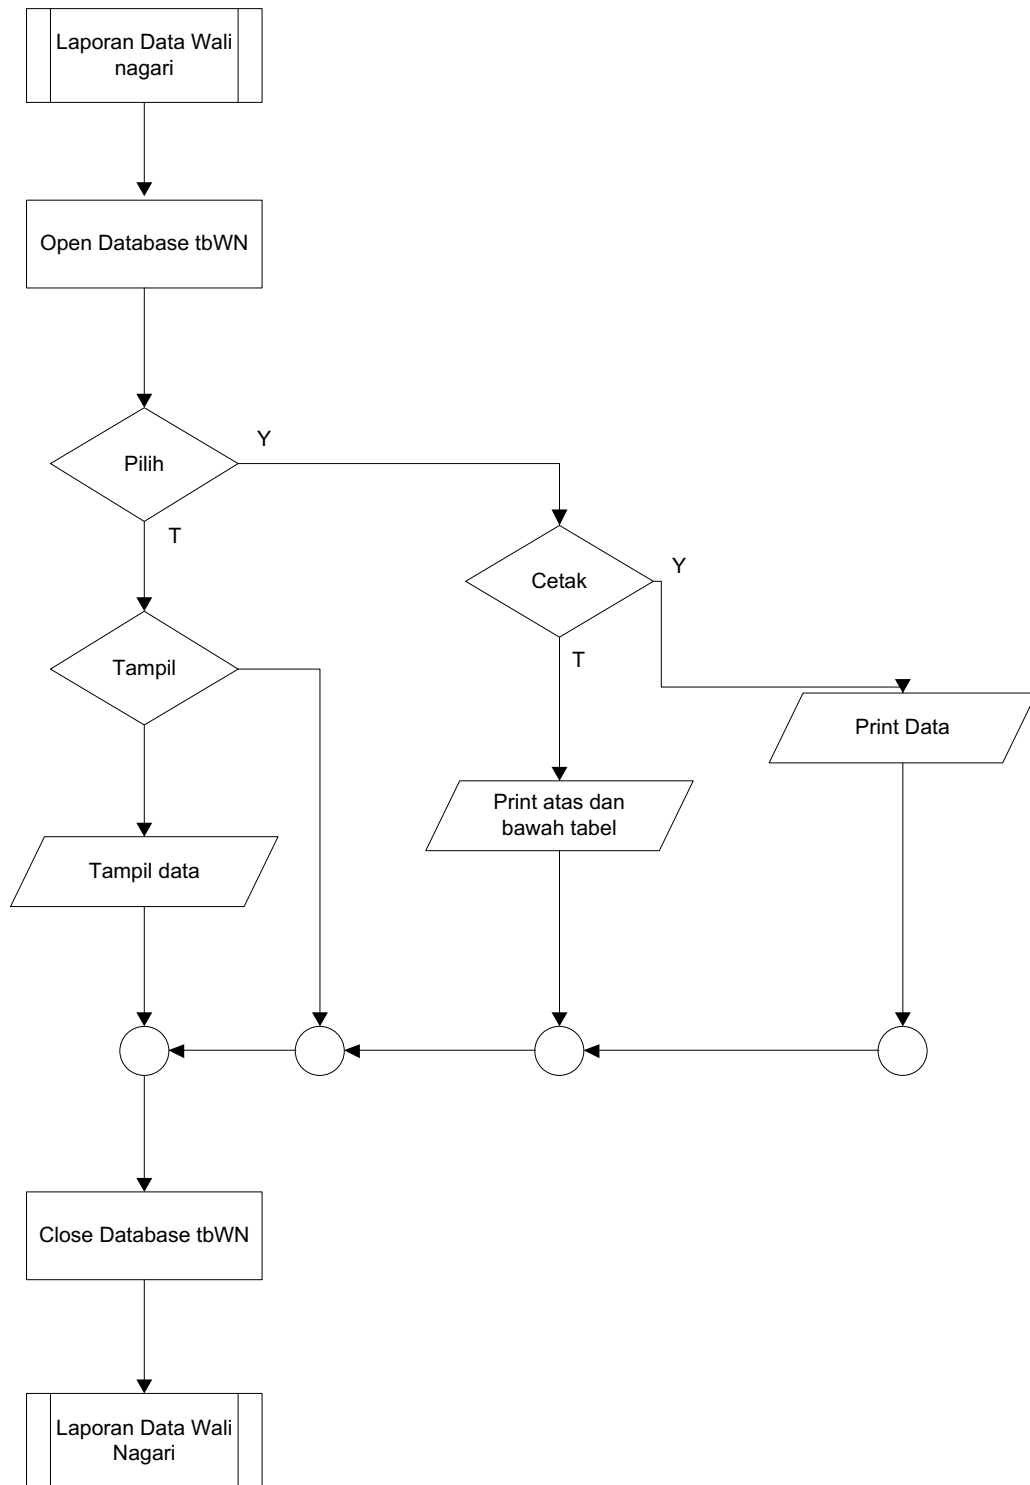 Laporan Data Wali
nagari
Open Database tbWN
Pilih
Y
T
Cetak
Y
T
Tampil
Print Data
Print atas dan
bawah tabel
Tampil data
Close Database tbWN
Laporan Data Wali
Nagari